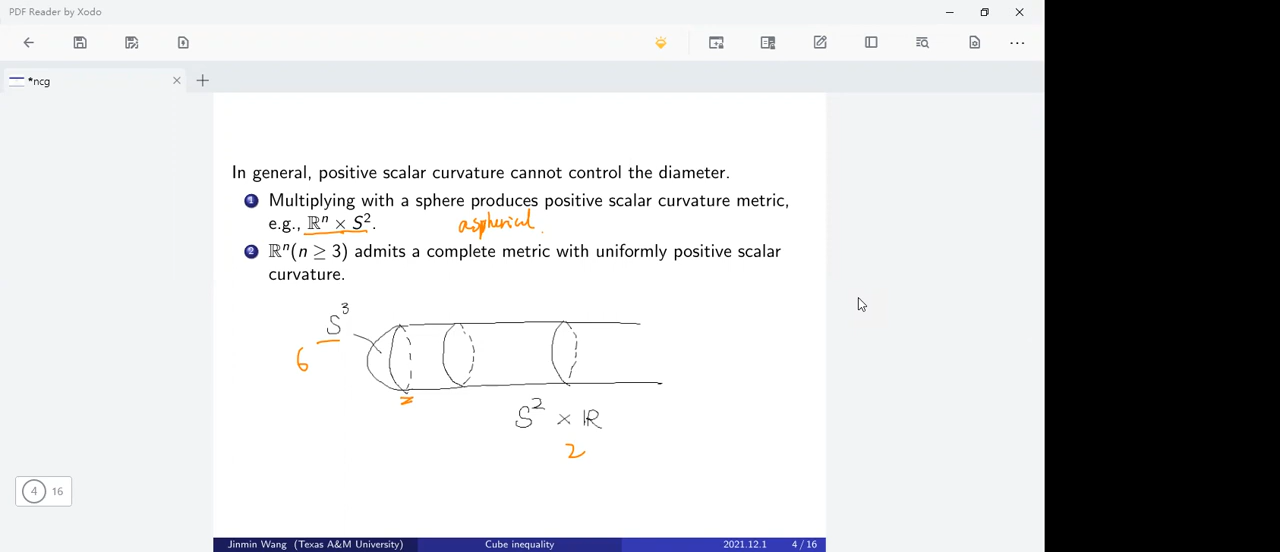 PDF Reader by Xodo
*ncg
In general, positive scalar curvature cannot control the diameter.
1 Multiplying with a sphere produces positive scalar curvature metric,
e.g., ℝⁿ × S².
aspherical.
2 ℝⁿ(n ≥ 3) admits a complete metric with uniformly positive scalar
curvature.
S³
6
S² × ℝ
2
4 16
Jinmin Wang (Texas A&M University) Cube inequality 2021.12.1 4 / 16